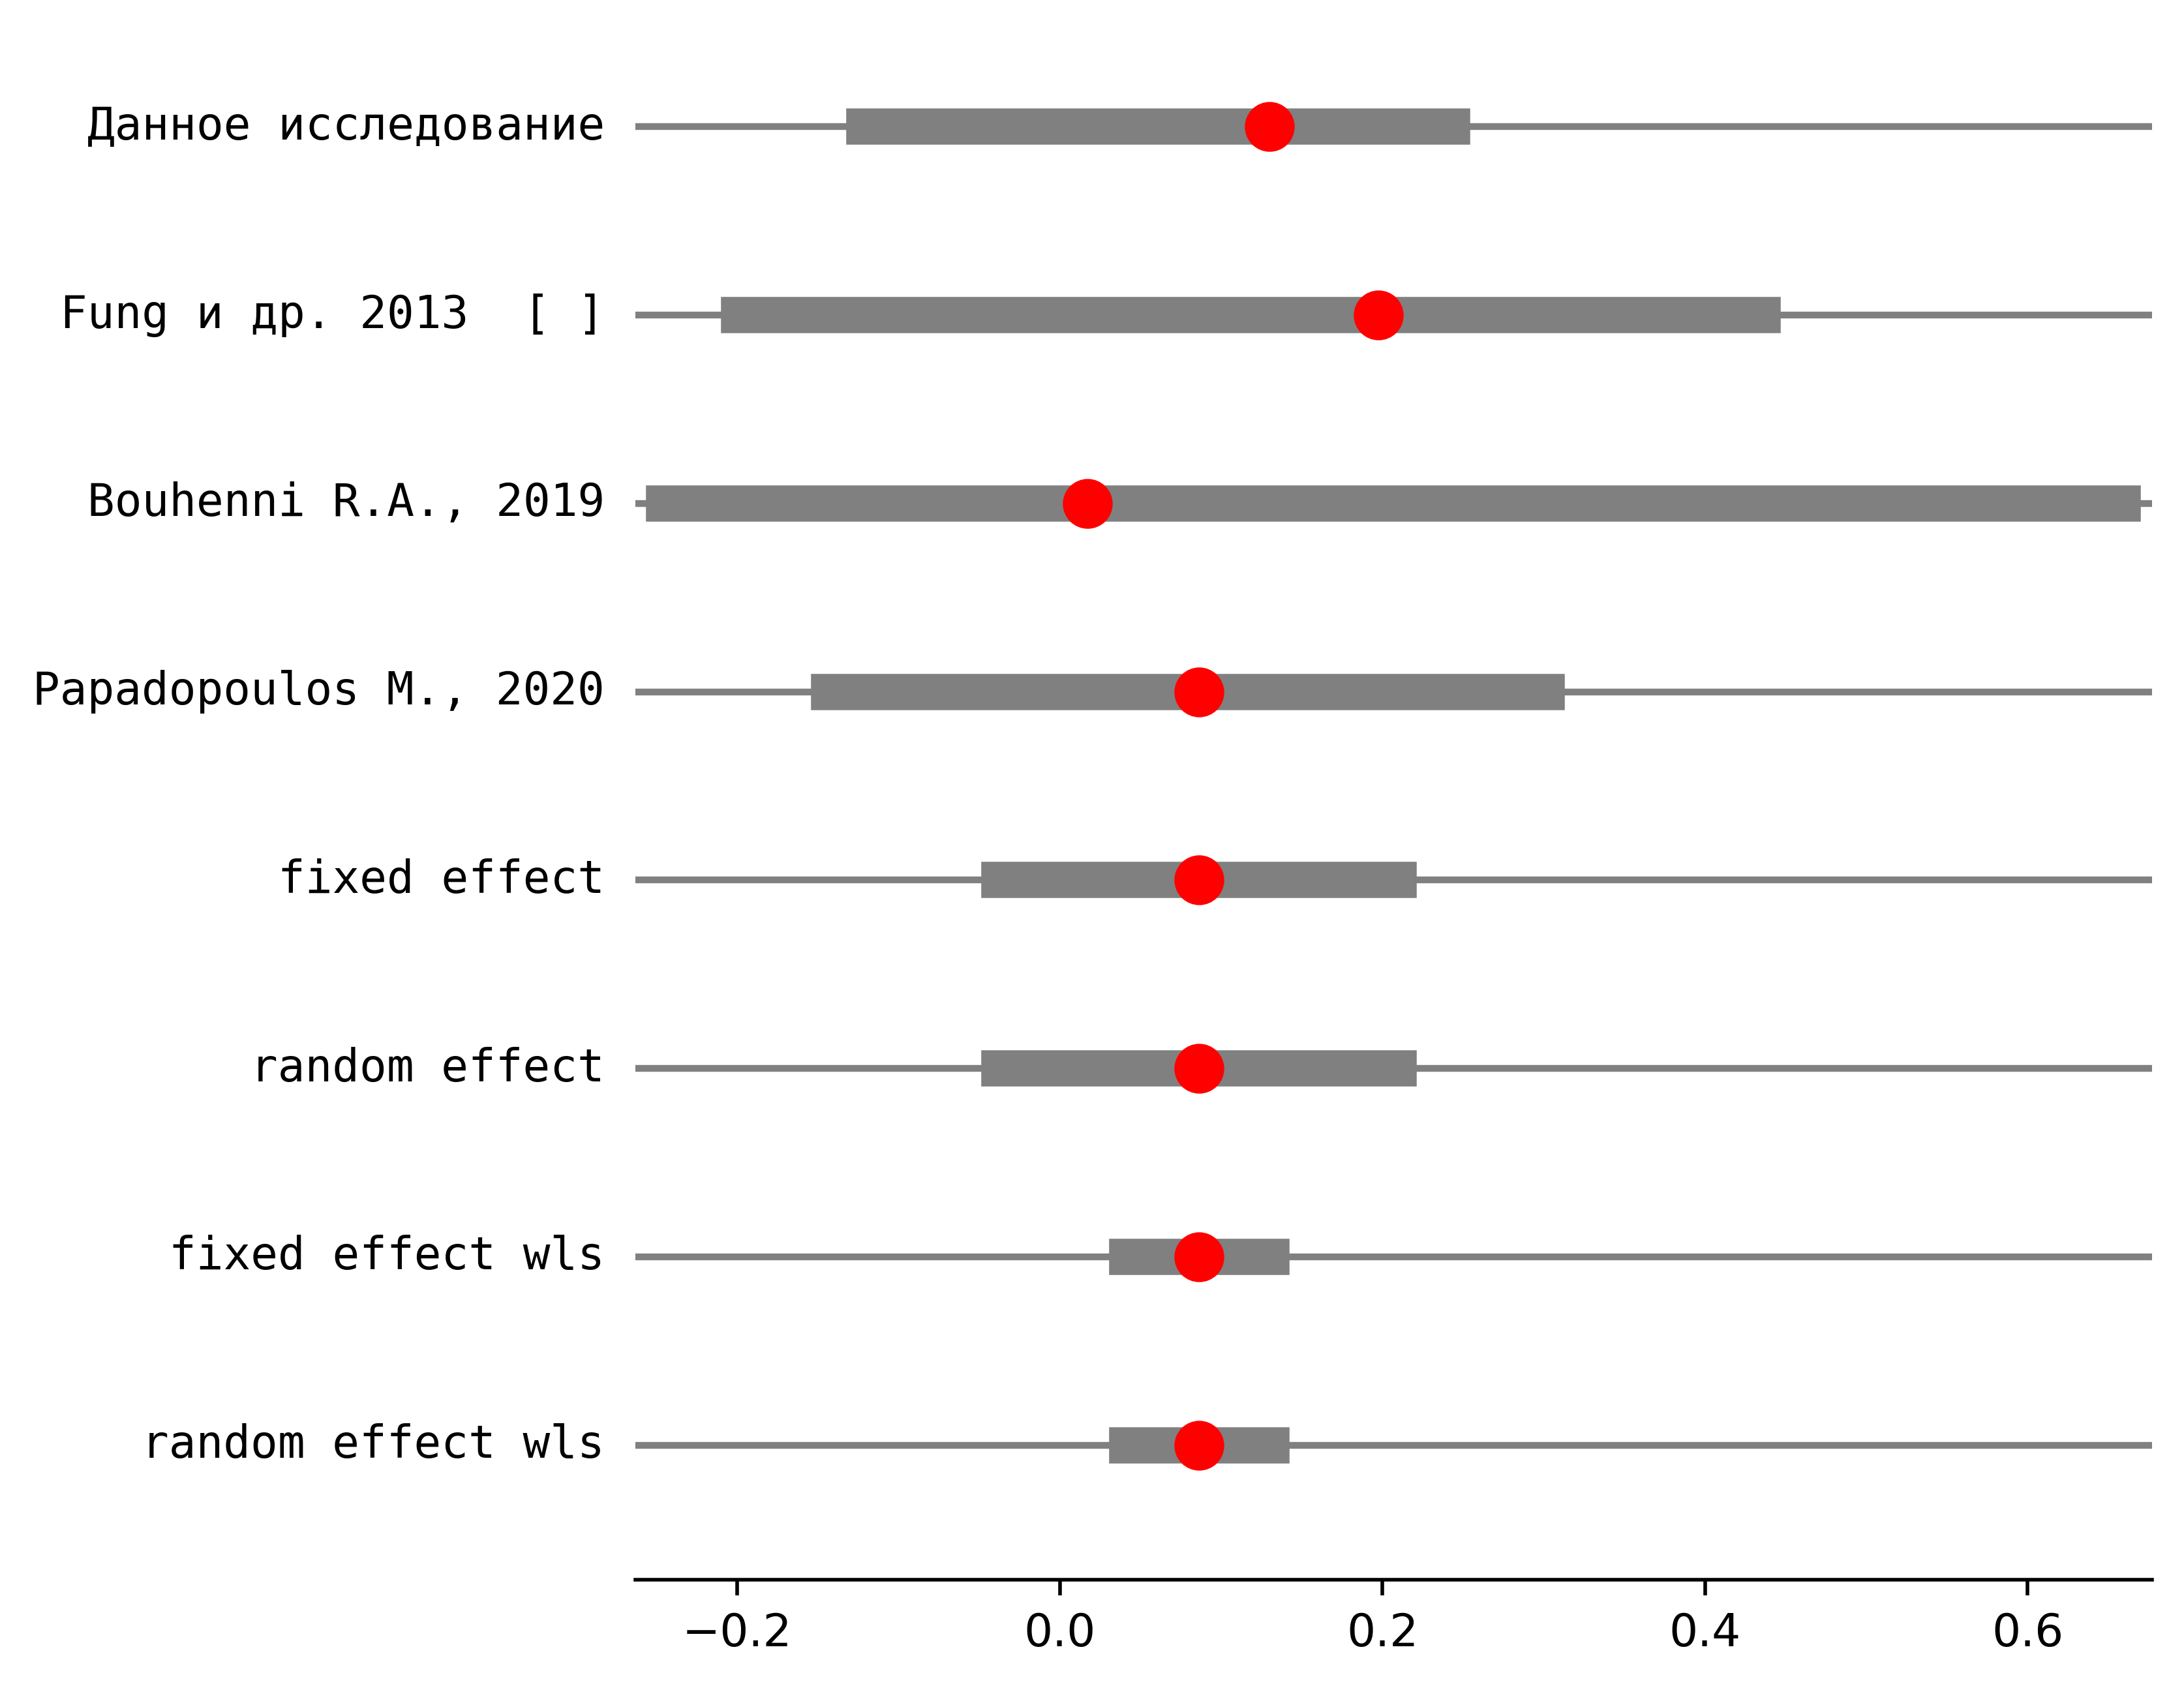 Данное исследование
Fung и др. 2013  [ ]
Bouhenni R.A., 2019
Papadopoulos M., 2020
fixed effect
random effect
fixed effect wls
random effect wls
−0.2 0.0 0.2 0.4 0.6